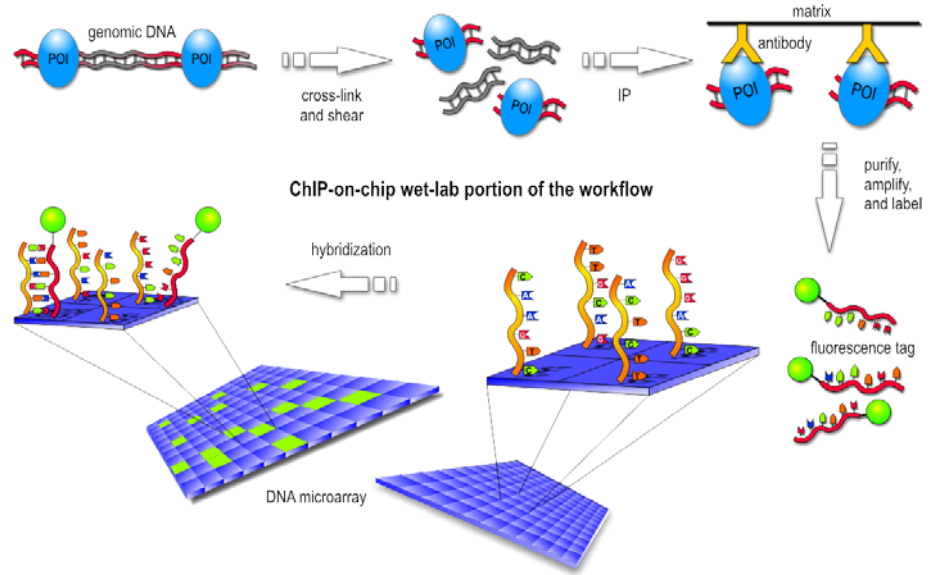 genomic DNA
POI
POI
cross-link
and shear
POI
POI
IP
matrix
antibody
POI
POI
purify,
amplify,
and label
ChIP-on-chip wet-lab portion of the workflow
hybridization
fluorescence tag
C
A
G
A
G
C
T
T
G
C
A
G
A
C
C
T
T
T
G
G
A
C
C
DNA microarray